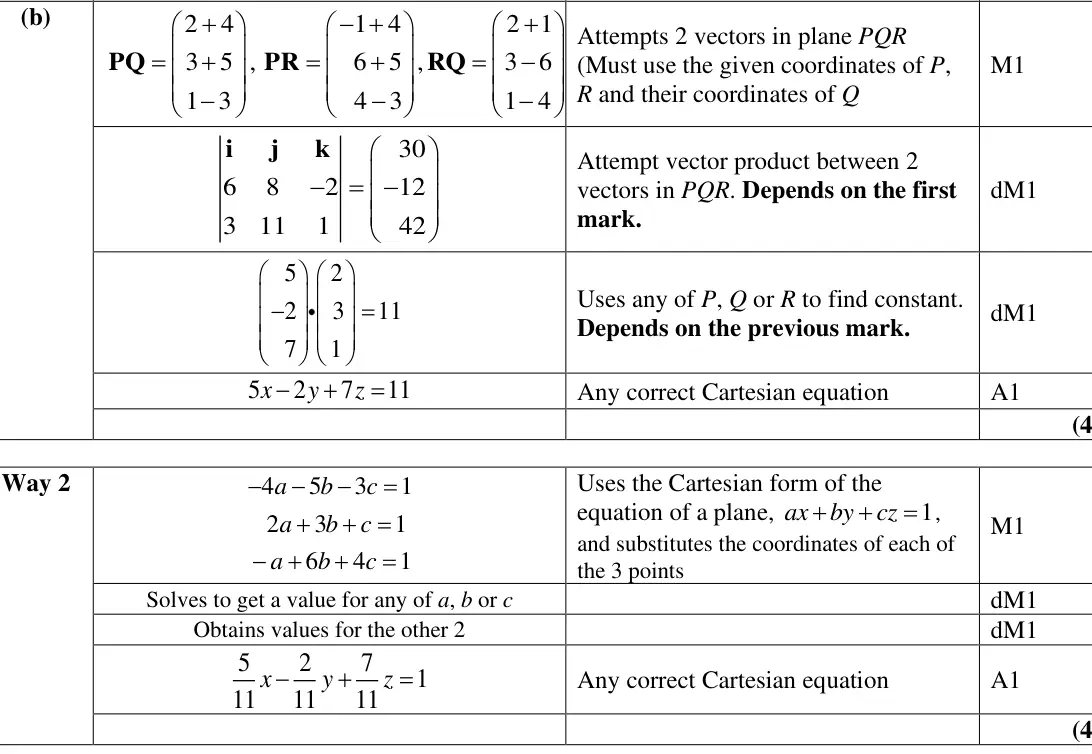 (b)
PQ = (2+4, 3+5, 1−3), PR = (−1+4, 6+5, 4−3), RQ = (2+1, 3−6, 1−4)
Attempts 2 vectors in plane PQR
(Must use the given coordinates of P,
R and their coordinates of Q
M1
|i j k; 6 8 −2; 3 11 1| = (30, −12, 42)
Attempt vector product between 2
vectors in PQR. Depends on the first
mark.
dM1
(5, −2, 7)•(2, 3, 1) = 11
Uses any of P, Q or R to find constant.
Depends on the previous mark.
dM1
5x − 2y + 7z = 11
Any correct Cartesian equation
A1
(4
Way 2
−4a − 5b − 3c = 1
2a + 3b + c = 1
−a + 6b + 4c = 1
Uses the Cartesian form of the
equation of a plane, ax + by + cz = 1,
and substitutes the coordinates of each of
the 3 points
M1
Solves to get a value for any of a, b or c
dM1
Obtains values for the other 2
dM1
5/11 x − 2/11 y + 7/11 z = 1
Any correct Cartesian equation
A1
(4